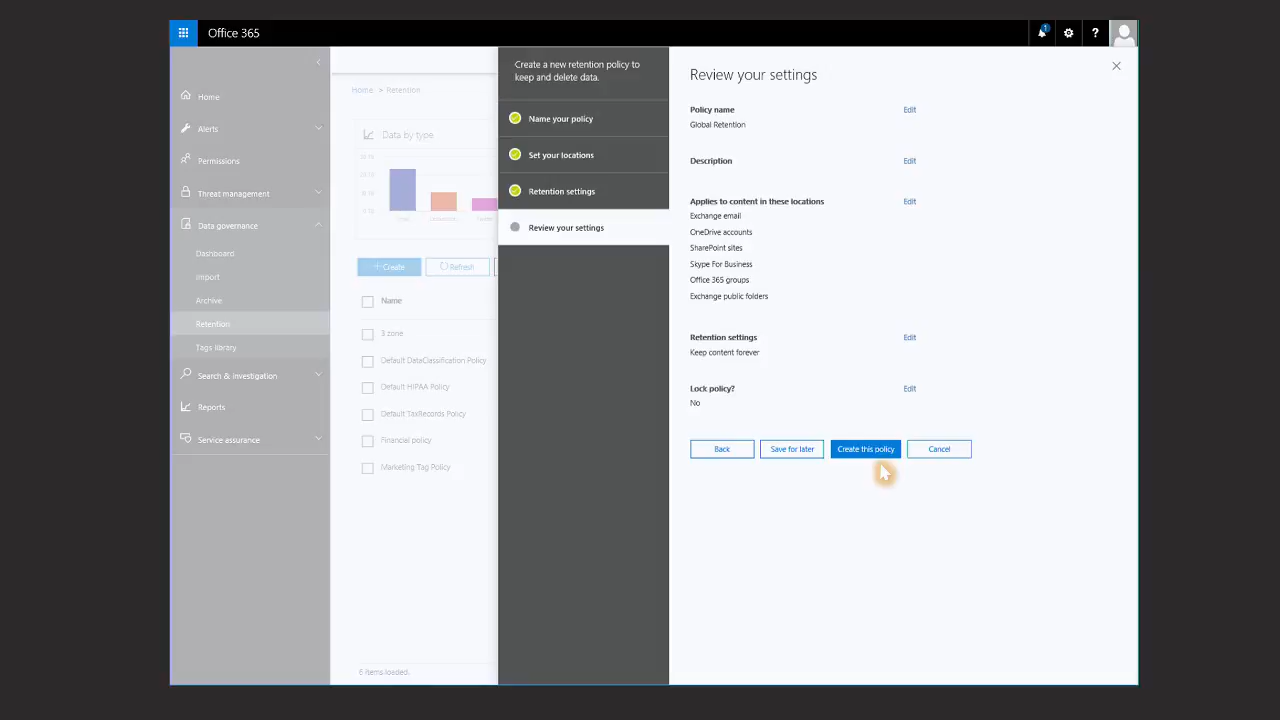 Office 365
1
Home
Alerts
Permissions
Threat management
Data governance
Dashboard
Import
Archive
Retention
Tags library
Search & investigation
Reports
Service assurance
Home > Retention
Data by type
+ Create
Refresh
Name
3 zone
Default DataClassification Policy
Default HIPAA Policy
Default TaxRecords Policy
Financial policy
Marketing Tag Policy
6 items loaded.
Create a new retention policy to
keep and delete data.
Name your policy
Set your locations
Retention settings
Review your settings
Review your settings
Policy name Edit
Global Retention
Description Edit
Applies to content in these locations Edit
Exchange email
OneDrive accounts
SharePoint sites
Skype For Business
Office 365 groups
Exchange public folders
Retention settings Edit
Keep content forever
Lock policy? Edit
No
Back Save for later Create this policy Cancel